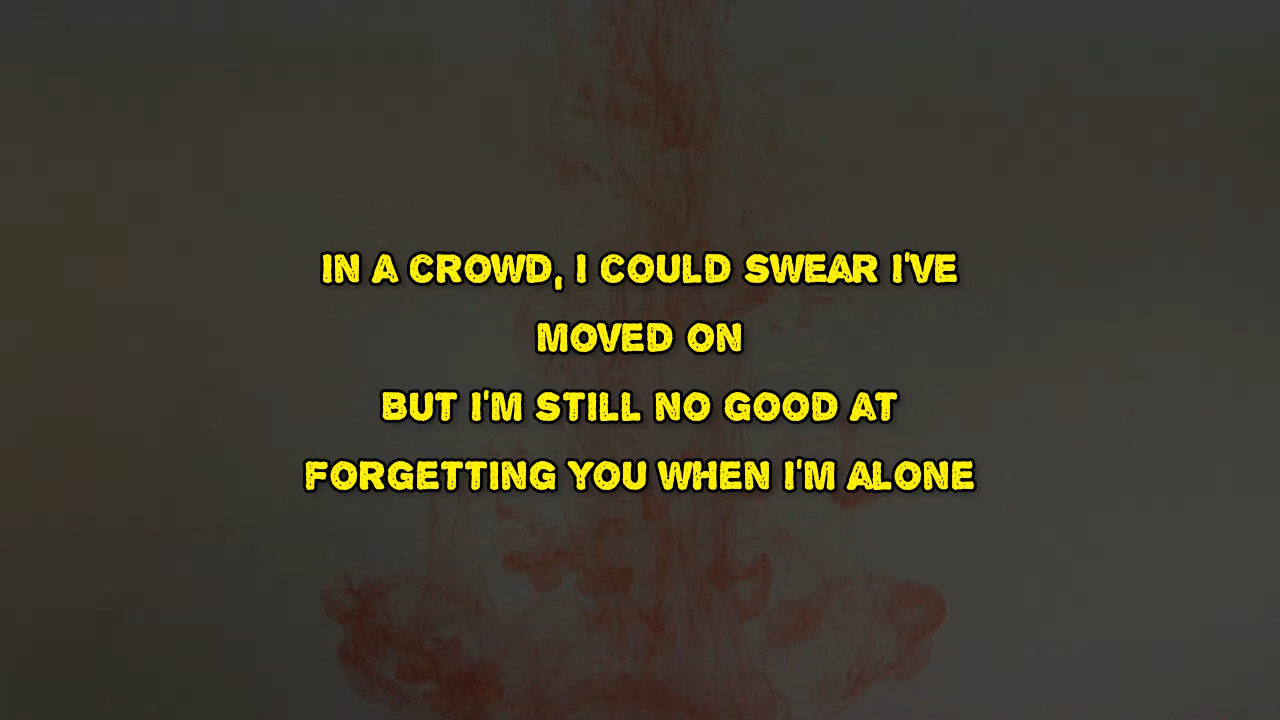 IN A CROWD, I COULD SWEAR I'VE
MOVED ON
BUT I'M STILL NO GOOD AT
FORGETTING YOU WHEN I'M ALONE